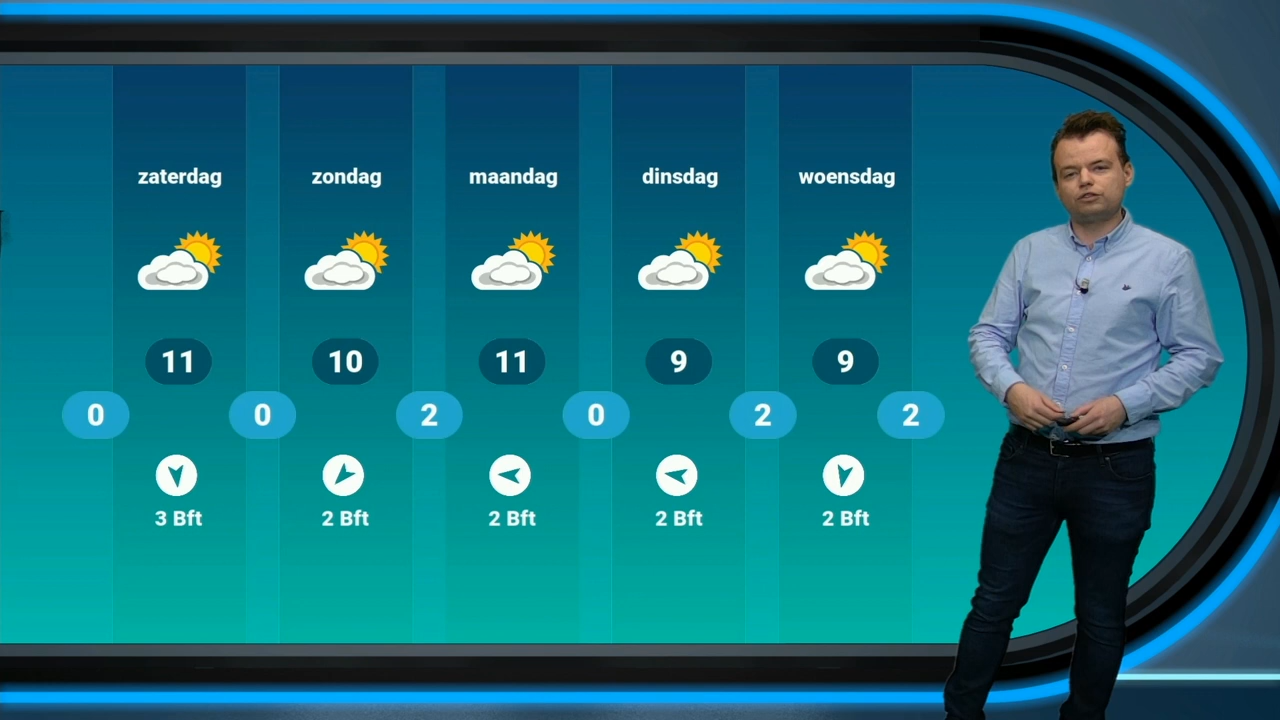 zaterdag zondag maandag dinsdag woensdag
11 10 11 9 9
0 0 2 0 2 2
3 Bft 2 Bft 2 Bft 2 Bft 2 Bft